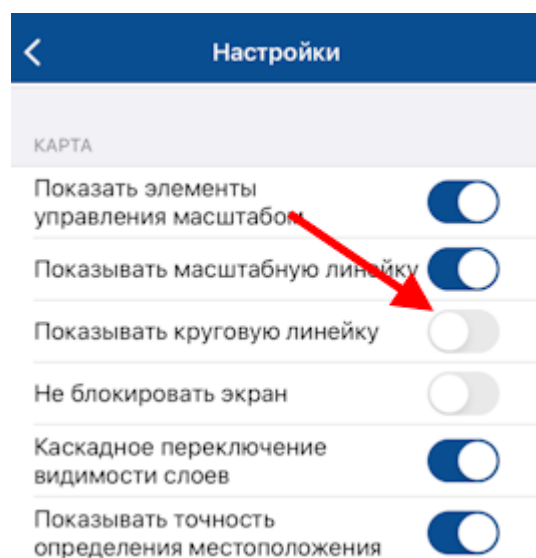 Настройки
КАРТА
Показать элементы
управления масштабом
Показывать масштабную линейку
Показывать круговую линейку
Не блокировать экран
Каскадное переключение
видимости слоев
Показывать точность
определения местоположения